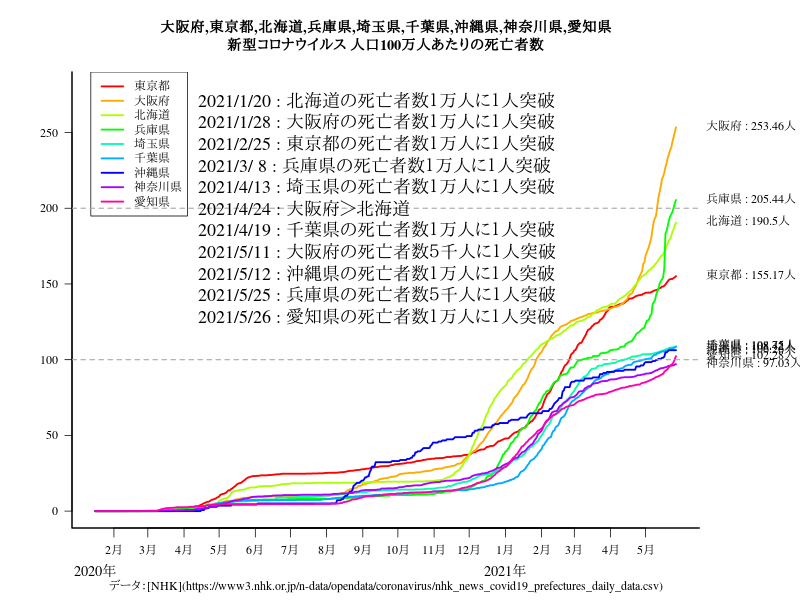 大阪府,東京都,北海道,兵庫県,埼玉県,千葉県,沖縄県,神奈川県,愛知県
新型コロナウイルス 人口100万人あたりの死亡者数
東京都
大阪府
北海道
兵庫県
埼玉県
千葉県
沖縄県
神奈川県
愛知県
2021/1/20 : 北海道の死亡者数1万人に1人突破
2021/1/28 : 大阪府の死亡者数1万人に1人突破
2021/2/25 : 東京都の死亡者数1万人に1人突破
2021/3/ 8 : 兵庫県の死亡者数1万人に1人突破
2021/4/13 : 埼玉県の死亡者数1万人に1人突破
2021/4/24 : 大阪府＞北海道
2021/4/19 : 千葉県の死亡者数1万人に1人突破
2021/5/11 : 大阪府の死亡者数5千人に1人突破
2021/5/12 : 沖縄県の死亡者数1万人に1人突破
2021/5/25 : 兵庫県の死亡者数5千人に1人突破
2021/5/26 : 愛知県の死亡者数1万人に1人突破
250
200
150
100
50
0
大阪府 : 253.46人
兵庫県 : 205.44人
北海道 : 190.5人
東京都 : 155.17人
神奈川県 : 97.03人
2月 3月 4月 5月 6月 7月 8月 9月 10月 11月 12月 1月 2月 3月 4月 5月
2020年 2021年
データ：[NHK](https://www3.nhk.or.jp/n-data/opendata/coronavirus/nhk_news_covid19_prefectures_daily_data.csv)